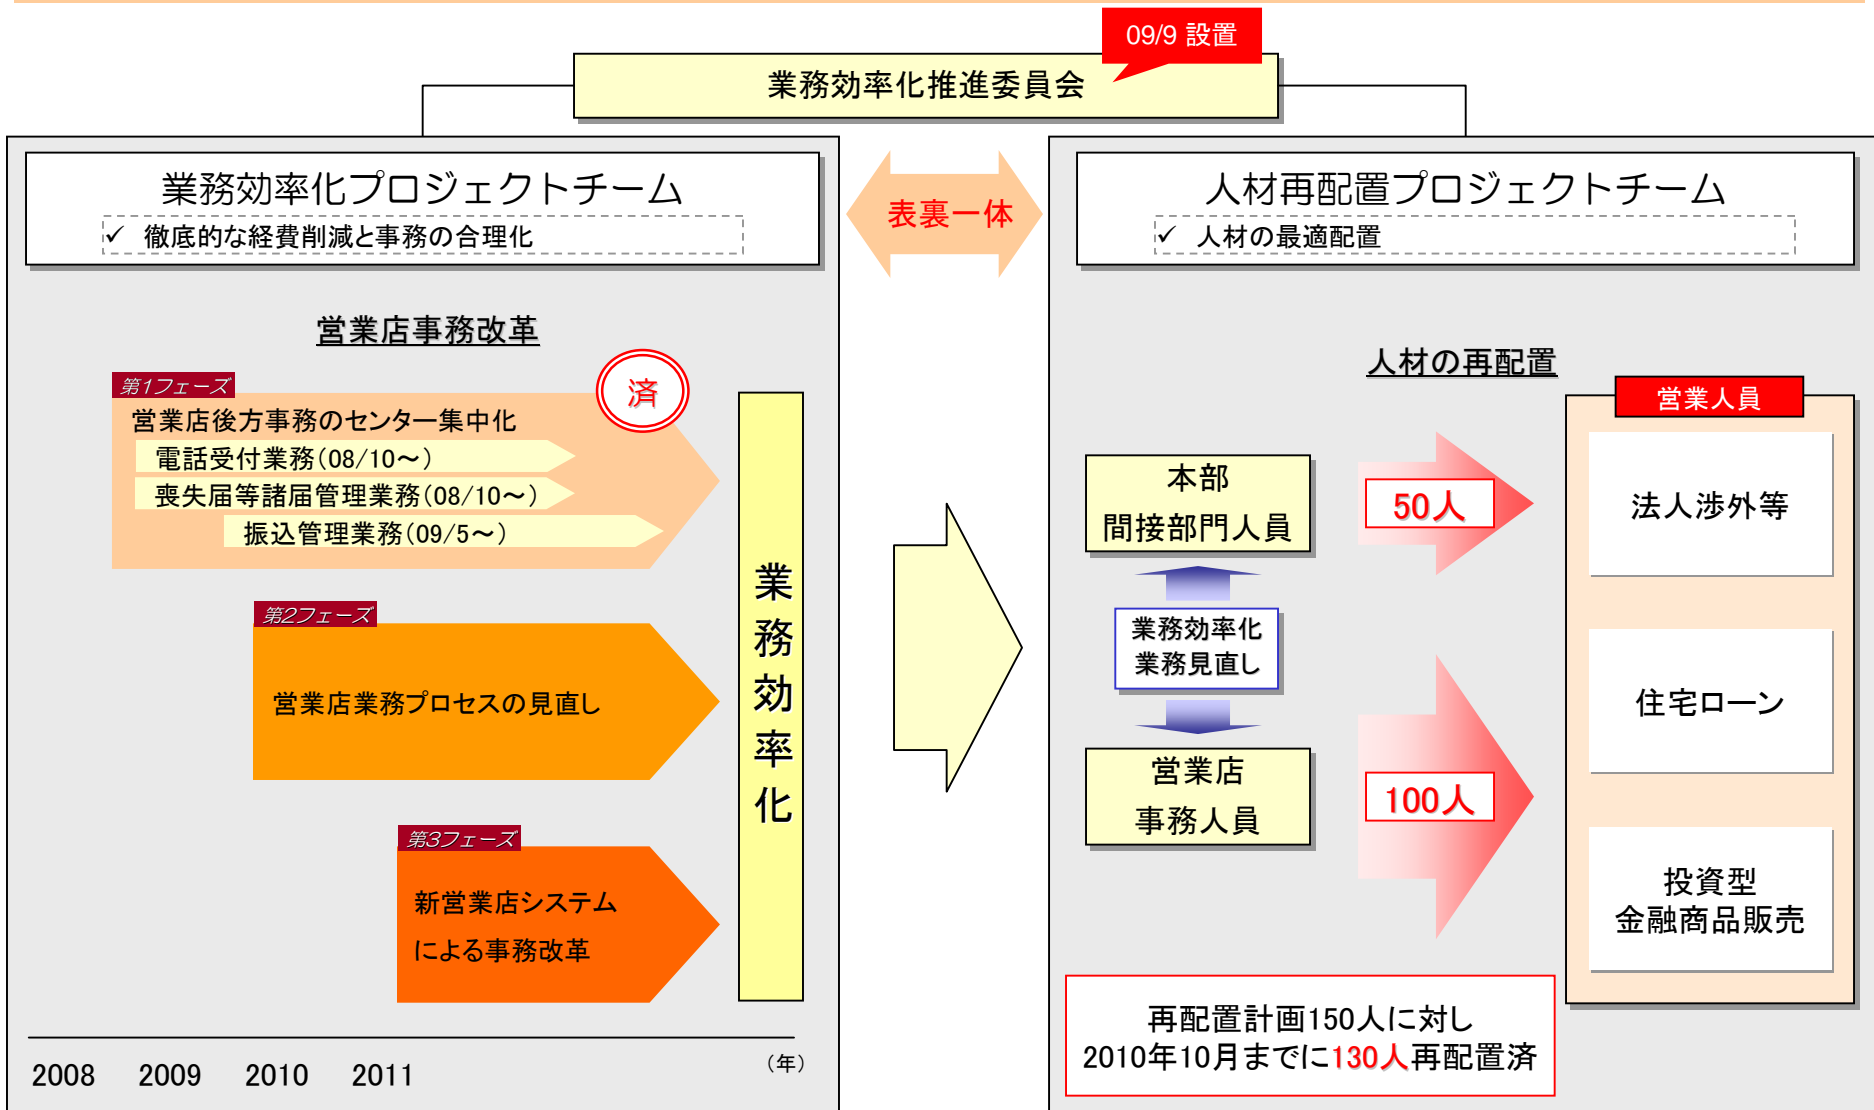 09/9 設置
業務効率化推進委員会
業務効率化プロジェクトチーム
✓ 徹底的な経費削減と事務の合理化
表裏一体
人材再配置プロジェクトチーム
✓ 人材の最適配置
営業店事務改革
第1フェーズ
済
営業店後方事務のセンター集中化
電話受付業務(08/10～)
喪失届等諸届管理業務(08/10～)
振込管理業務(09/5～)
第2フェーズ
営業店業務プロセスの見直し
第3フェーズ
新営業店システム
による事務改革
業務効率化
2008 2009 2010 2011 (年)
人材の再配置
営業人員
本部
間接部門人員
50人
法人渉外等
業務効率化
業務見直し
住宅ローン
営業店
事務人員
100人
投資型
金融商品販売
再配置計画150人に対し
2010年10月までに130人再配置済